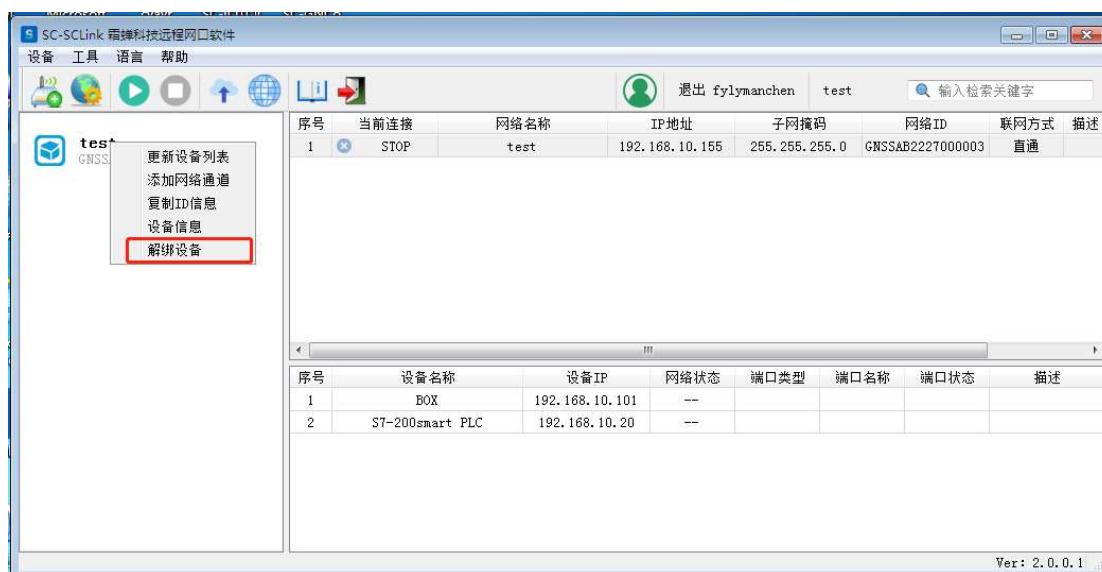 SC-SCLink 霜蝉科技远程网口软件
设备 工具 语言 帮助
退出 fylymanchen test 输入检索关键字
序号 当前连接 网络名称 IP地址 子网掩码 网络ID 联网方式 描述
1 STOP test 192.168.10.155 255.255.255.0 GNSSAB2227000003 直通
test
GNSS
更新设备列表
添加网络通道
复制ID信息
设备信息
解绑设备
序号 设备名称 设备IP 网络状态 端口类型 端口名称 端口状态 描述
1 BOX 192.168.10.101 --
2 S7-200smart PLC 192.168.10.20 --
Ver: 2.0.0.1